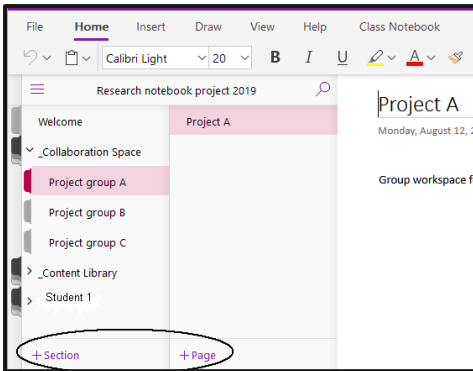 File Home Insert Draw View Help Class Notebook
Calibri Light 20 B I U A
Research notebook project 2019
Welcome
_Collaboration Space
Project group A
Project group B
Project group C
_Content Library
Student 1
+ Section
Project A
+ Page
Project A
Monday, August 12,
Group workspace